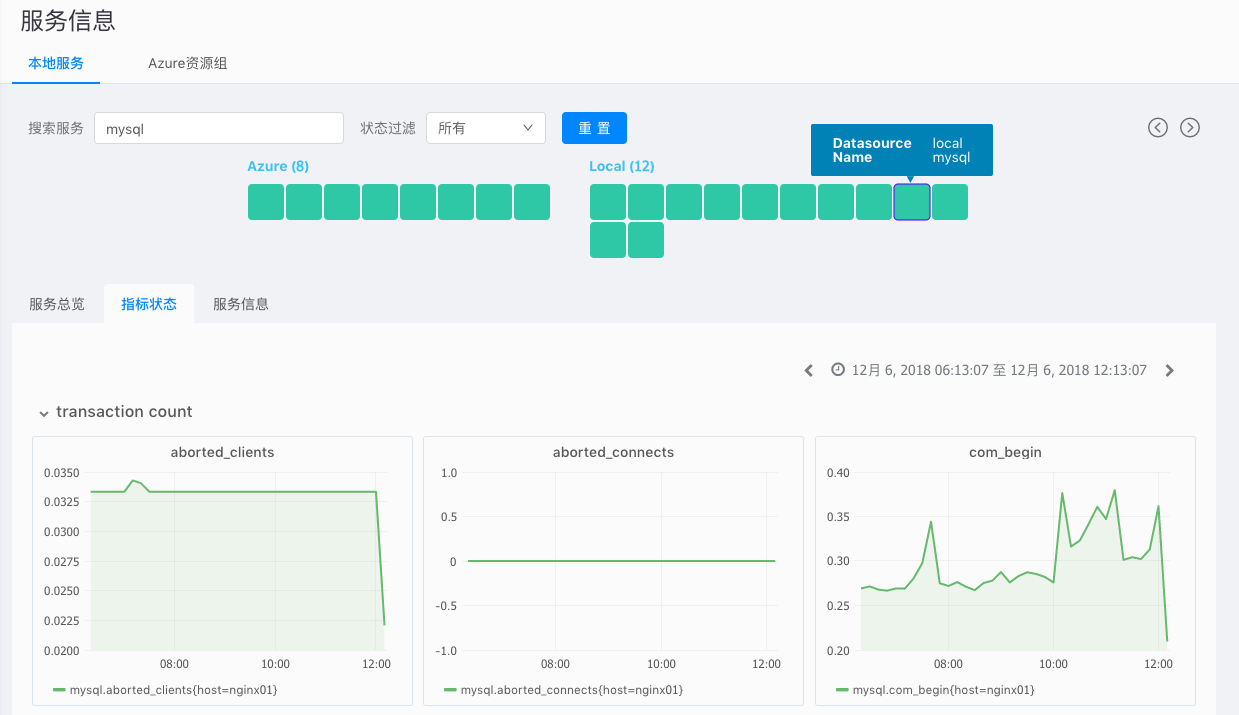 服务信息
本地服务 Azure资源组
搜索服务 mysql 状态过滤 所有 重 置
Datasource local
Name mysql
Azure (8) Local (12)
服务总览 指标状态 服务信息
12月 6, 2018 06:13:07 至 12月 6, 2018 12:13:07
transaction count
aborted_clients
0.0350
0.0325
0.0300
0.0275
0.0250
0.0225
0.0200
08:00 10:00 12:00
mysql.aborted_clients{host=nginx01}
aborted_connects
1.0
0.5
0
-0.5
-1.0
08:00 10:00 12:00
mysql.aborted_connects{host=nginx01}
com_begin
0.40
0.35
0.30
0.25
0.20
08:00 10:00 12:00
mysql.com_begin{host=nginx01}